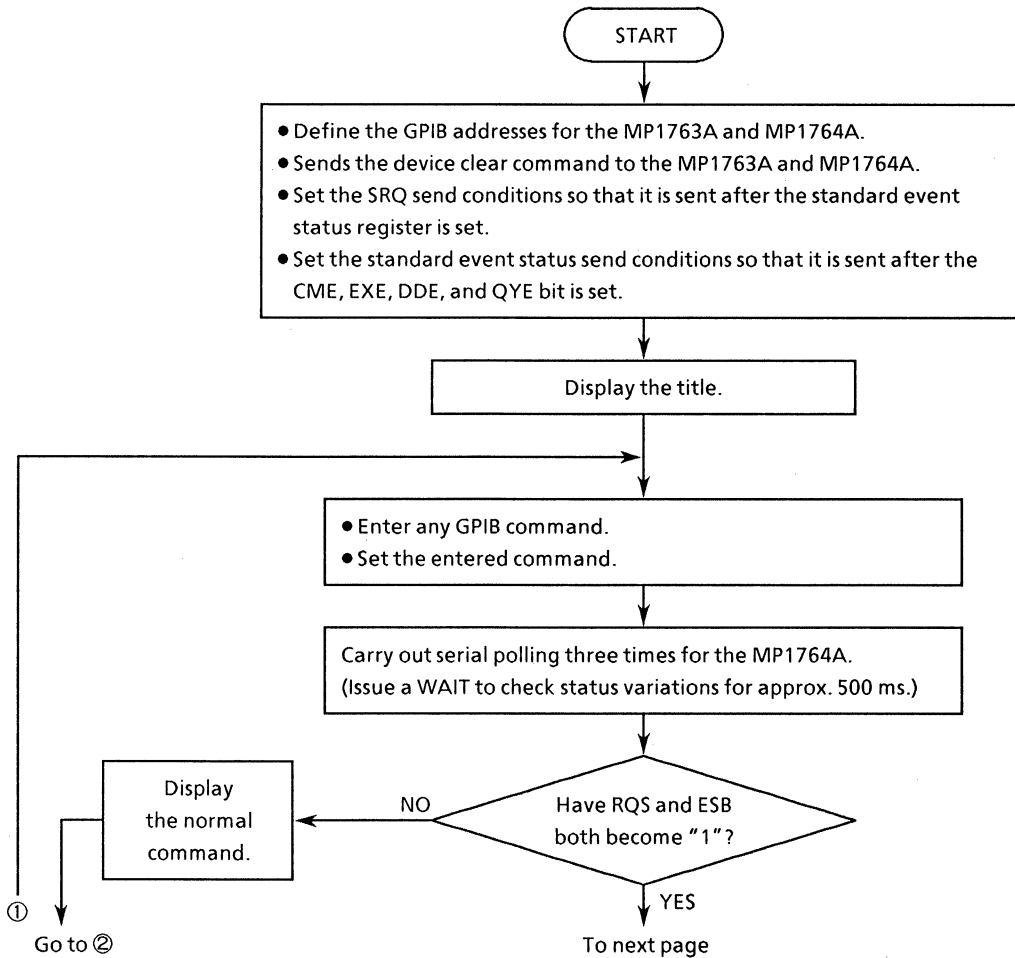 START
● Define the GPIB addresses for the MP1763A and MP1764A.
● Sends the device clear command to the MP1763A and MP1764A.
● Set the SRQ send conditions so that it is sent after the standard event
status register is set.
● Set the standard event status send conditions so that it is sent after the
CME, EXE, DDE, and QYE bit is set.
Display the title.
● Enter any GPIB command.
● Set the entered command.
Carry out serial polling three times for the MP1764A.
(Issue a WAIT to check status variations for approx. 500 ms.)
Have RQS and ESB
both become "1"?
NO
Display
the normal
command.
YES
①
Go to ②
To next page